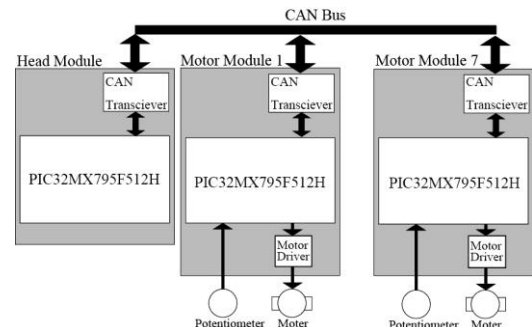 CAN Bus
Head Module
Motor Module 1
Motor Module 7
CAN
Transciever
CAN
Transciever
CAN
Transciever
PIC32MX795F512H
PIC32MX795F512H
PIC32MX795F512H
Motor
Driver
Motor
Driver
Potentiometer
Moter
Potentiometer
Moter